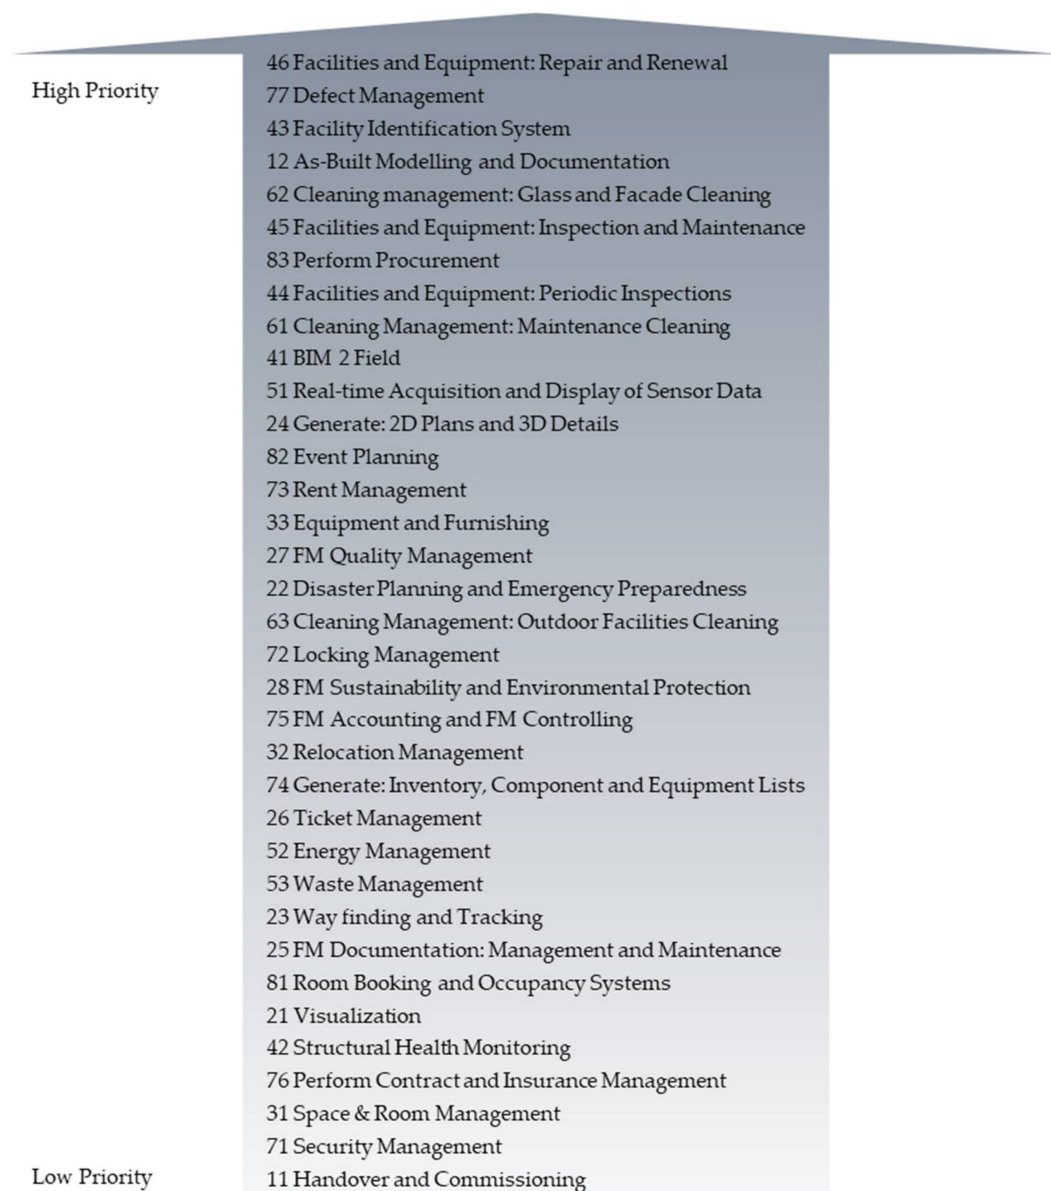 46 Facilities and Equipment: Repair and Renewal
High Priority
77 Defect Management
43 Facility Identification System
12 As-Built Modelling and Documentation
62 Cleaning management: Glass and Facade Cleaning
45 Facilities and Equipment: Inspection and Maintenance
83 Perform Procurement
44 Facilities and Equipment: Periodic Inspections
61 Cleaning Management: Maintenance Cleaning
41 BIM 2 Field
51 Real-time Acquisition and Display of Sensor Data
24 Generate: 2D Plans and 3D Details
82 Event Planning
73 Rent Management
33 Equipment and Furnishing
27 FM Quality Management
22 Disaster Planning and Emergency Preparedness
63 Cleaning Management: Outdoor Facilities Cleaning
72 Locking Management
28 FM Sustainability and Environmental Protection
75 FM Accounting and FM Controlling
32 Relocation Management
74 Generate: Inventory, Component and Equipment Lists
26 Ticket Management
52 Energy Management
53 Waste Management
23 Way finding and Tracking
25 FM Documentation: Management and Maintenance
81 Room Booking and Occupancy Systems
21 Visualization
42 Structural Health Monitoring
76 Perform Contract and Insurance Management
31 Space & Room Management
71 Security Management
Low Priority
11 Handover and Commissioning